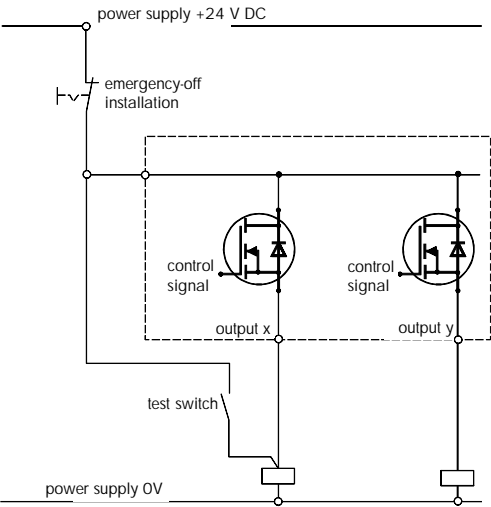 power supply +24 V DC
emergency-off
installation
control
signal
control
signal
output x
output y
test switch
power supply 0V